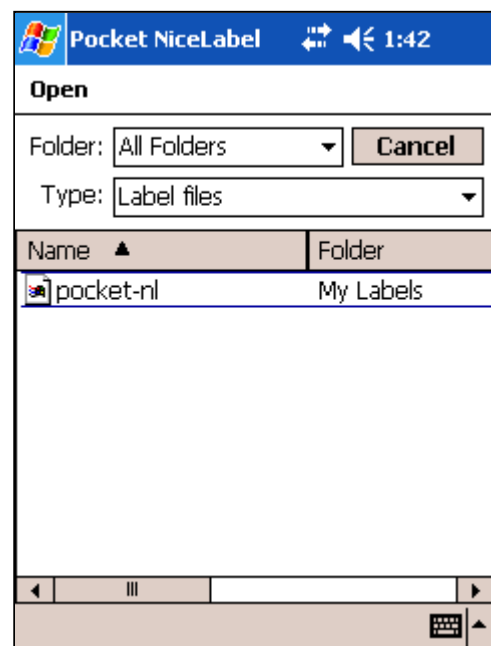 Pocket NiceLabel 1:42
Open
Folder: All Folders Cancel
Type: Label files
Name Folder
pocket-nl My Labels